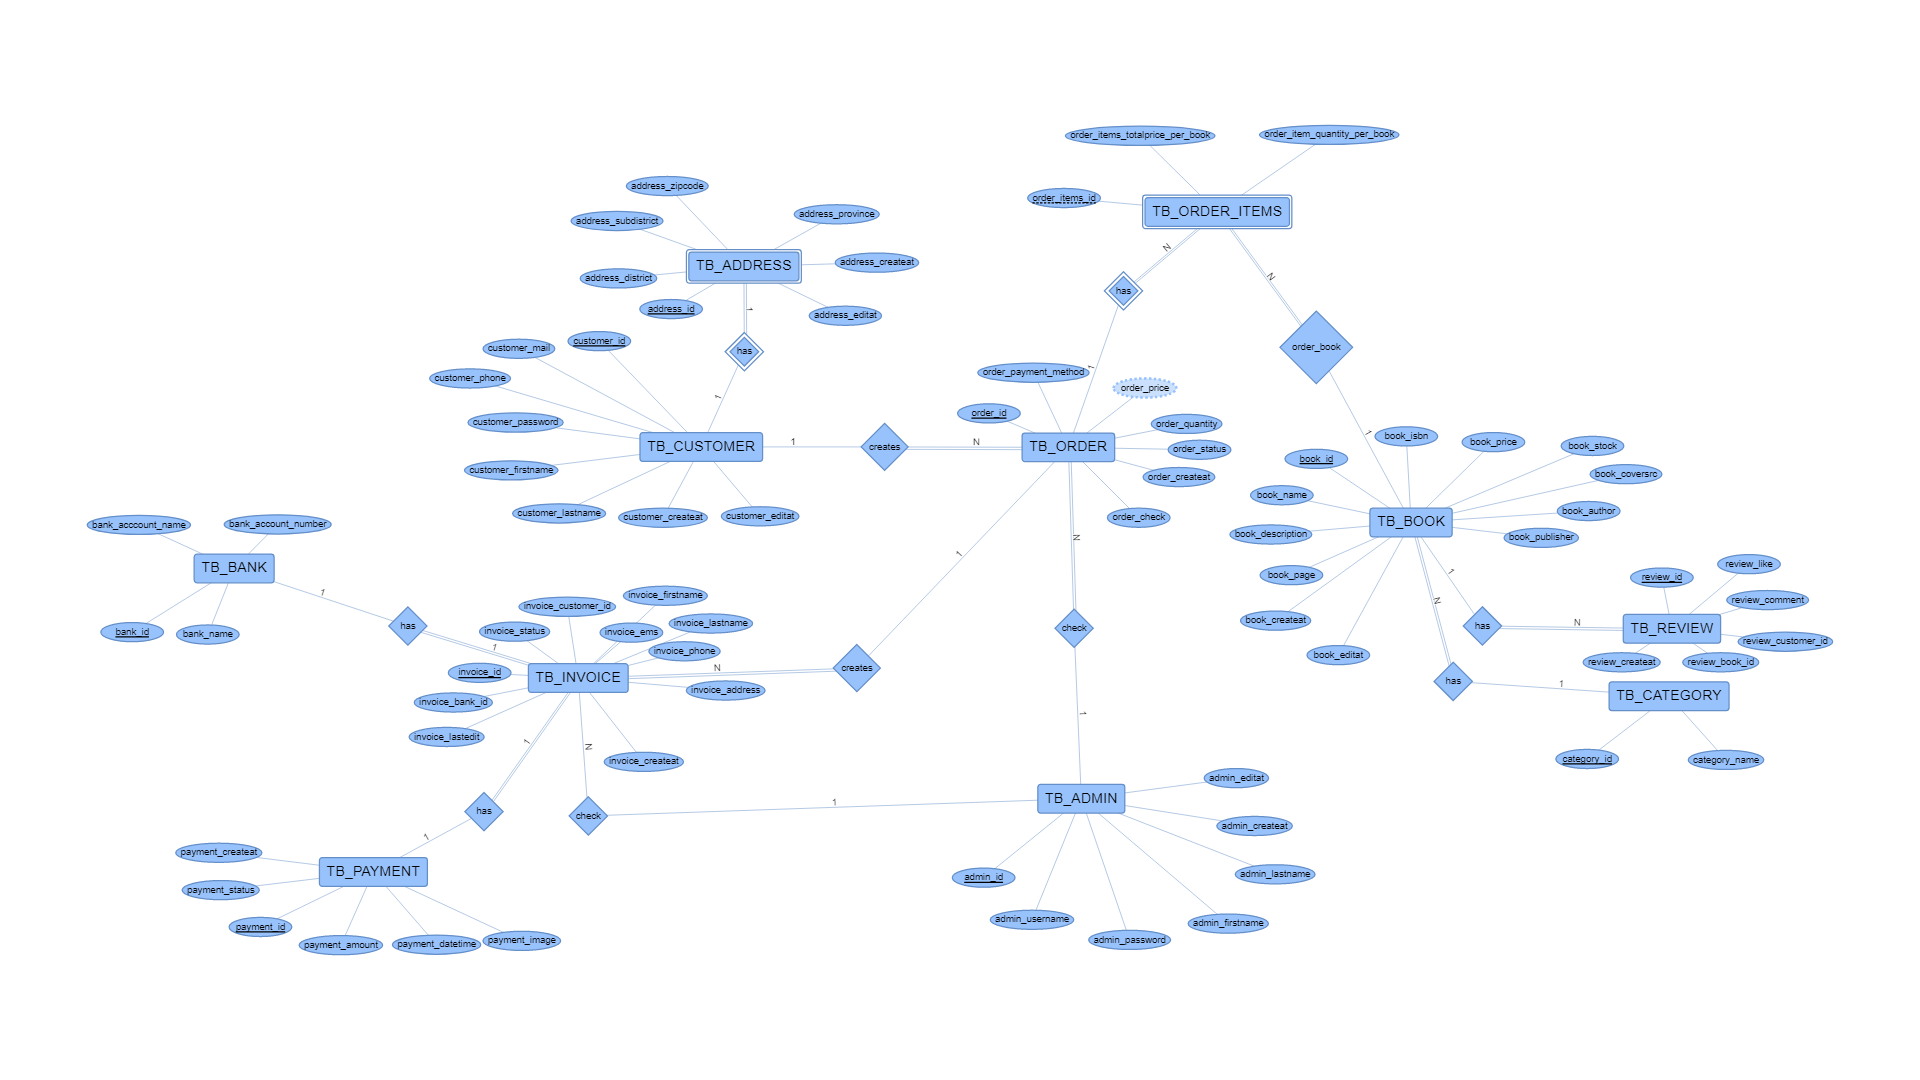 order_items_totalprice_per_book
order_item_quantity_per_book
order_items_id
TB_ORDER_ITEMS
N
N
has
1
order_book
1
address_zipcode
address_subdistrict
address_province
TB_ADDRESS
address_createat
address_district
address_id
address_editat
1
has
1
customer_id
customer_mail
customer_phone
customer_password
TB_CUSTOMER
customer_firstname
customer_lastname
customer_createat
customer_editat
1
creates
N
order_payment_method
order_price
order_id
order_quantity
TB_ORDER
order_status
order_createat
order_check
N
check
1
1
creates
N
book_isbn
book_price
book_stock
book_id
book_coversrc
book_name
book_author
TB_BOOK
book_description
book_publisher
book_page
book_createat
book_editat
1
has
N
N
has
1
review_like
review_id
review_comment
TB_REVIEW
review_customer_id
review_createat
review_book_id
TB_CATEGORY
category_id
category_name
bank_acccount_name
bank_account_number
TB_BANK
bank_id
bank_name
1
has
1
invoice_firstname
invoice_customer_id
invoice_lastname
invoice_status
invoice_ems
invoice_phone
invoice_id
TB_INVOICE
invoice_address
invoice_bank_id
invoice_lastedit
invoice_createat
1
has
1
N
check
1
TB_PAYMENT
payment_createat
payment_status
payment_id
payment_amount
payment_datetime
payment_image
TB_ADMIN
admin_editat
admin_createat
admin_lastname
admin_id
admin_username
admin_firstname
admin_password